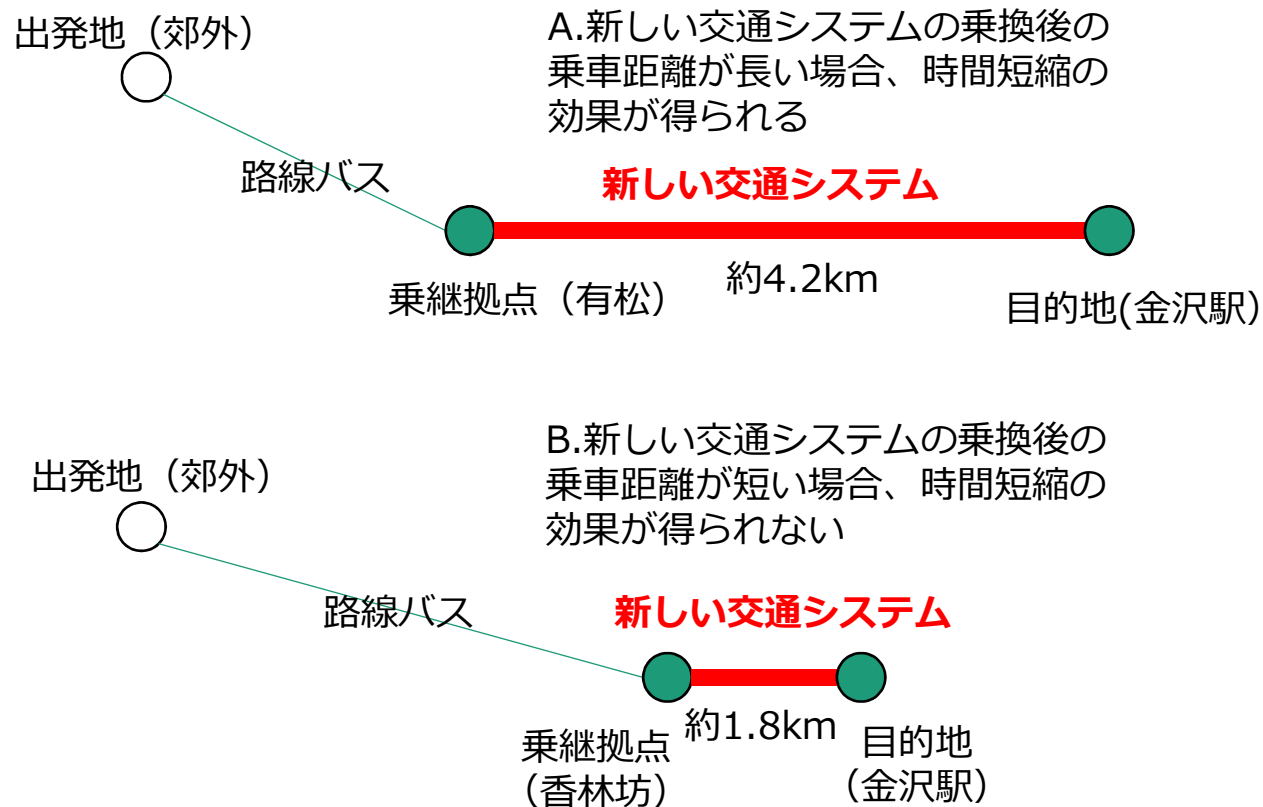 出発地（郊外）
A.新しい交通システムの乗換後の
乗車距離が長い場合、時間短縮の
効果が得られる
路線バス
新しい交通システム
約4.2km
乗継拠点（有松）
目的地(金沢駅）
B.新しい交通システムの乗換後の
乗車距離が短い場合、時間短縮の
効果が得られない
出発地（郊外）
路線バス
新しい交通システム
約1.8km
乗継拠点
（香林坊）
目的地
（金沢駅）